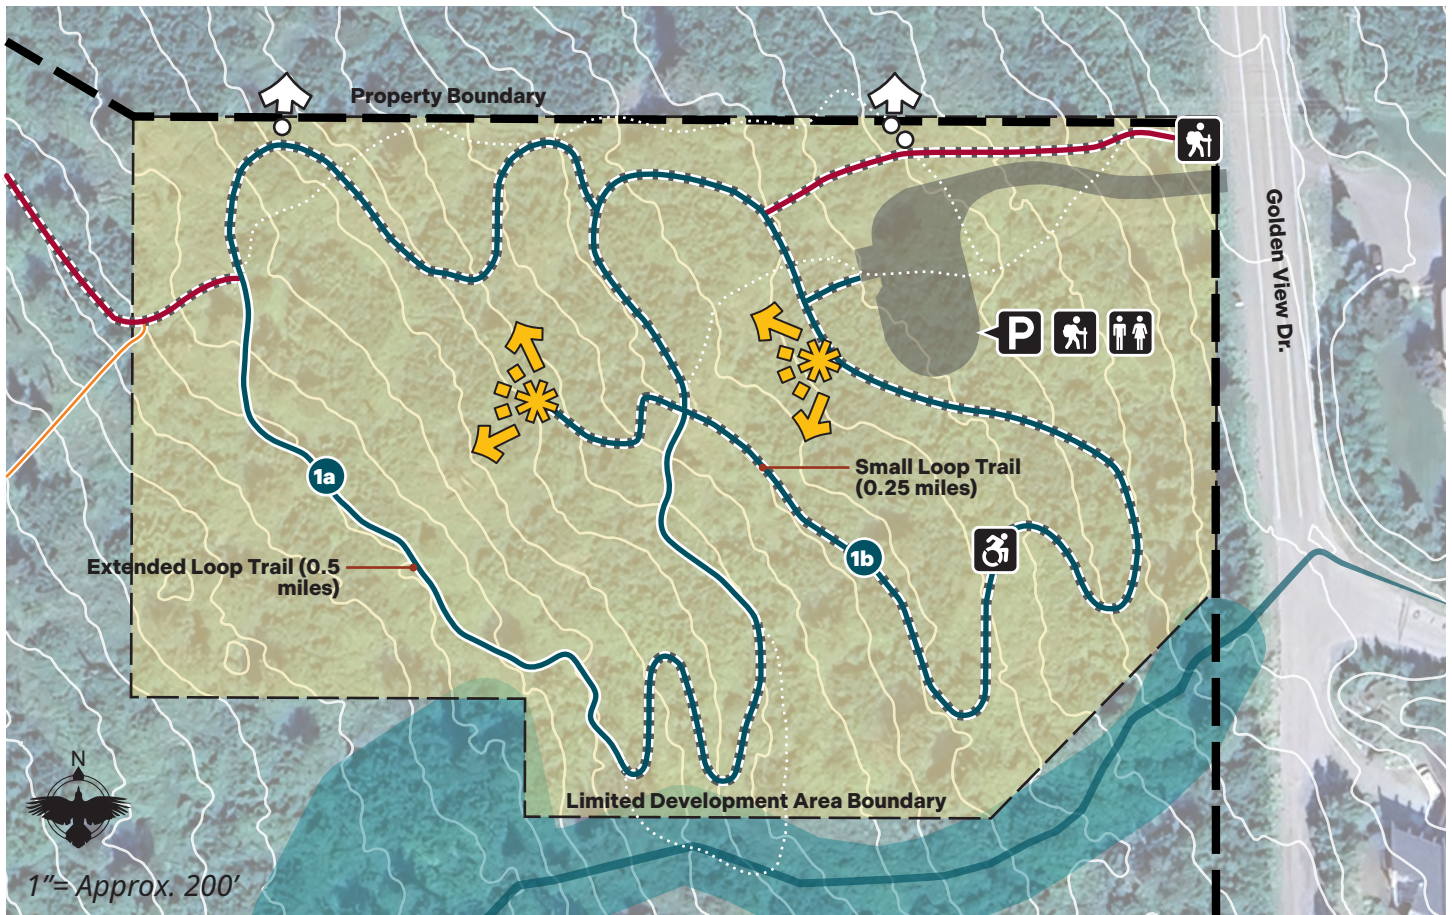 Property Boundary
Golden View Dr.
P
Small Loop Trail
(0.25 miles)
1a
1b
Extended Loop Trail (0.5
miles)
Limited Development Area Boundary
N
1”= Approx. 200’